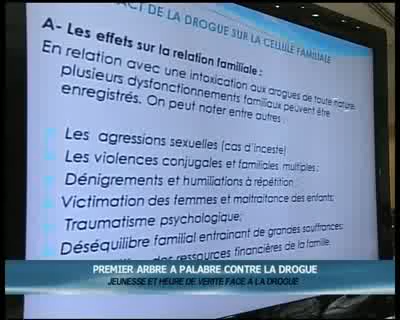 ACT DE LA DROGUE SUR LA CELLULE FAMILIALE
A- Les effets sur la relation familiale :
En relation avec une intoxication aux drogues de toute nature,
plusieurs dysfonctionnements familiaux peuvent être
enregistrés. On peut noter entre autres :
Les agressions sexuelles (cas d'inceste)
Les violences conjugales et familiales multiples ;
Dénigrements et humiliations à répétition ;
Victimation des femmes et maltraitance des enfants;
Traumatisme psychologique;
Déséquilibre familial entrainant de grandes souffrances;
des ressources financières de la famille
PREMIER ARBRE A PALABRE CONTRE LA DROGUE
JEUNESSE ET HEURE DE VERITE FACE A LA DROGUE